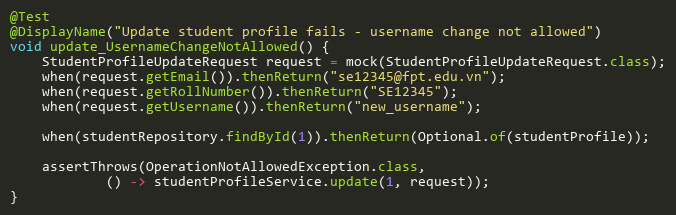 @Test
@DisplayName("Update student profile fails - username change not allowed")
void update_UsernameChangeNotAllowed() {
    StudentProfileUpdateRequest request = mock(StudentProfileUpdateRequest.class);
    when(request.getEmail()).thenReturn("se12345@fpt.edu.vn");
    when(request.getRollNumber()).thenReturn("SE12345");
    when(request.getUsername()).thenReturn("new_username");

    when(studentRepository.findById(1)).thenReturn(Optional.of(studentProfile));

    assertThrows(OperationNotAllowedException.class,
            () -> studentProfileService.update(1, request));
}